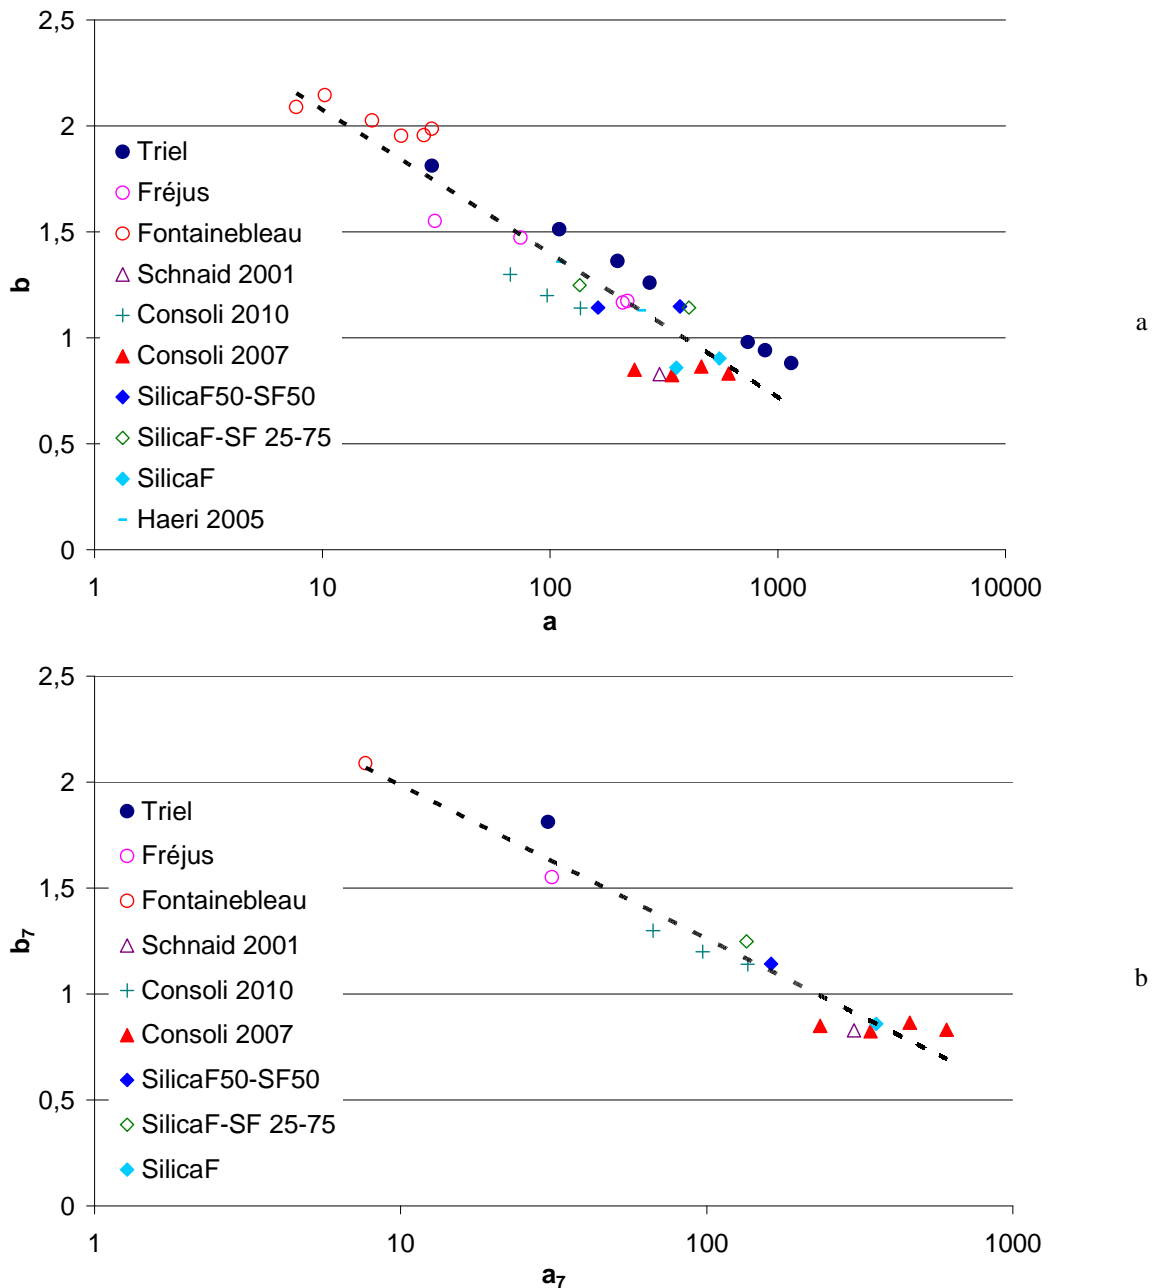 2,5
2
1,5
1
0,5
0
b
Triel
Fréjus
Fontainebleau
Schnaid 2001
Consoli 2010
Consoli 2007
SilicaF50-SF50
SilicaF-SF 25-75
SilicaF
Haeri 2005
1 10 100 1000 10000
a
a
2,5
2
1,5
1
0,5
0
b7
Triel
Fréjus
Fontainebleau
Schnaid 2001
Consoli 2010
Consoli 2007
SilicaF50-SF50
SilicaF-SF 25-75
SilicaF
1 10 100 1000
a7
b